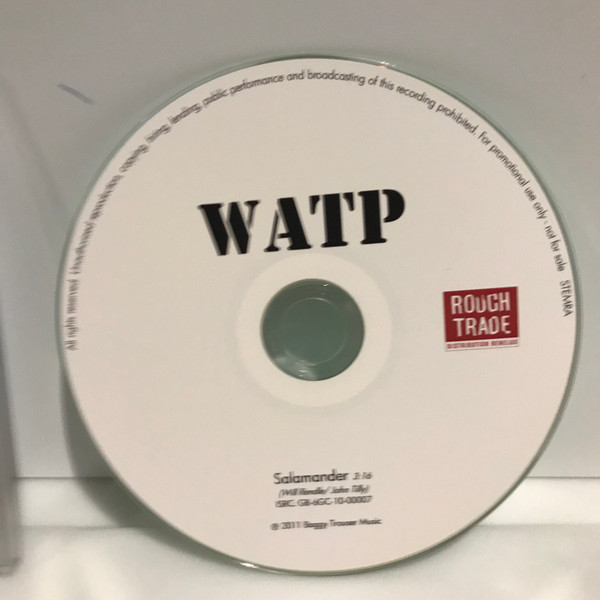 All rights reserved. Unauthorised reproduction, copying, hiring, lending, public performance and broadcasting of this recording prohibited. For promotional use only - not for sale STEMRA
WATP
ROUGH
TRADE
DISTRIBUTION BENELUX
Salamander 3:16
(Will Rendle/ John Tilly)
ISRC. GB-6GC-10-00007
℗ 2011 Baggy Trouser Music